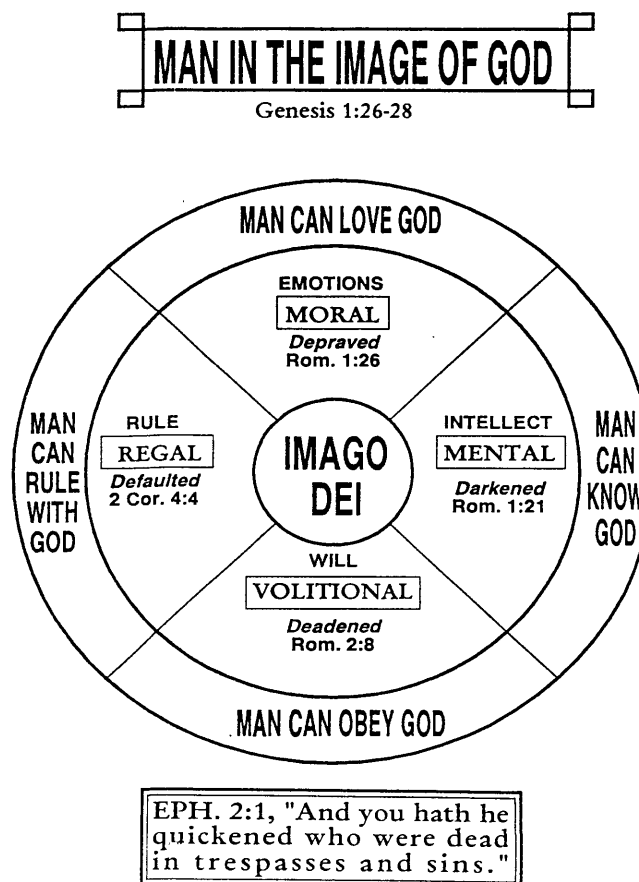 MAN IN THE IMAGE OF GOD
Genesis 1:26-28
MAN CAN LOVE GOD
EMOTIONS
MORAL
Depraved
Rom. 1:26
MAN
CAN
RULE
WITH
GOD
RULE
REGAL
Defaulted
2 Cor. 4:4
IMAGO
DEI
INTELLECT
MENTAL
Darkened
Rom. 1:21
MAN
CAN
KNOW
GOD
WILL
VOLITIONAL
Deadened
Rom. 2:8
MAN CAN OBEY GOD
EPH. 2:1, "And you hath he
quickened who were dead
in trespasses and sins."